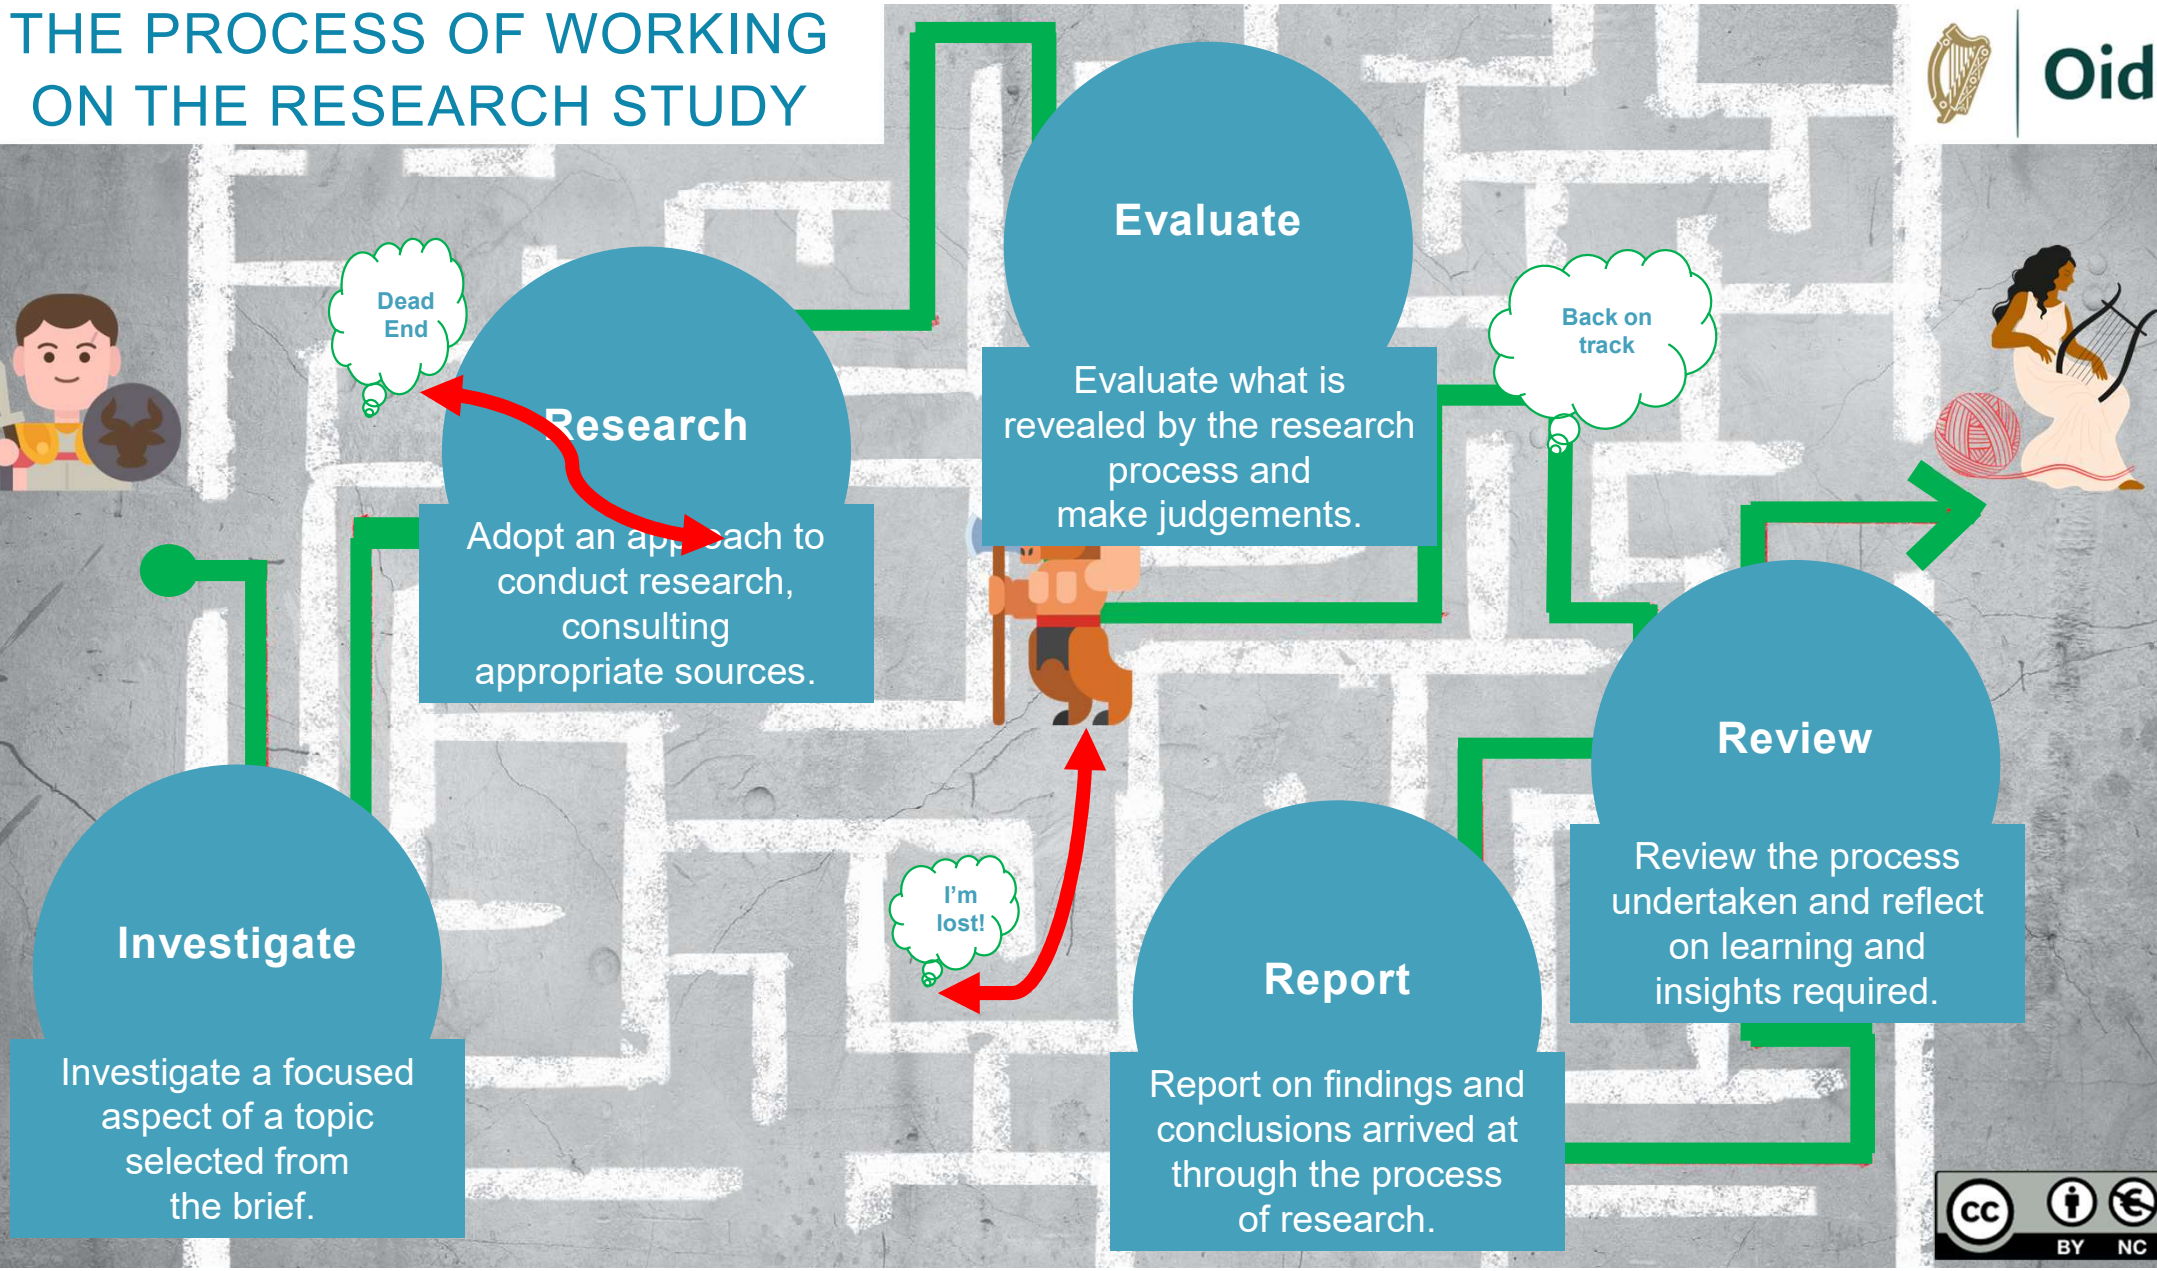 THE PROCESS OF WORKING
ON THE RESEARCH STUDY
Oid
Investigate
Investigate a focused
aspect of a topic
selected from
the brief.
Dead
End
Research
Adopt an approach to
conduct research,
consulting
appropriate sources.
Evaluate
Evaluate what is
revealed by the research
process and
make judgements.
I'm
lost!
Back on
track
Report
Report on findings and
conclusions arrived at
through the process
of research.
Review
Review the process
undertaken and reflect
on learning and
insights required.
cc
BY NC